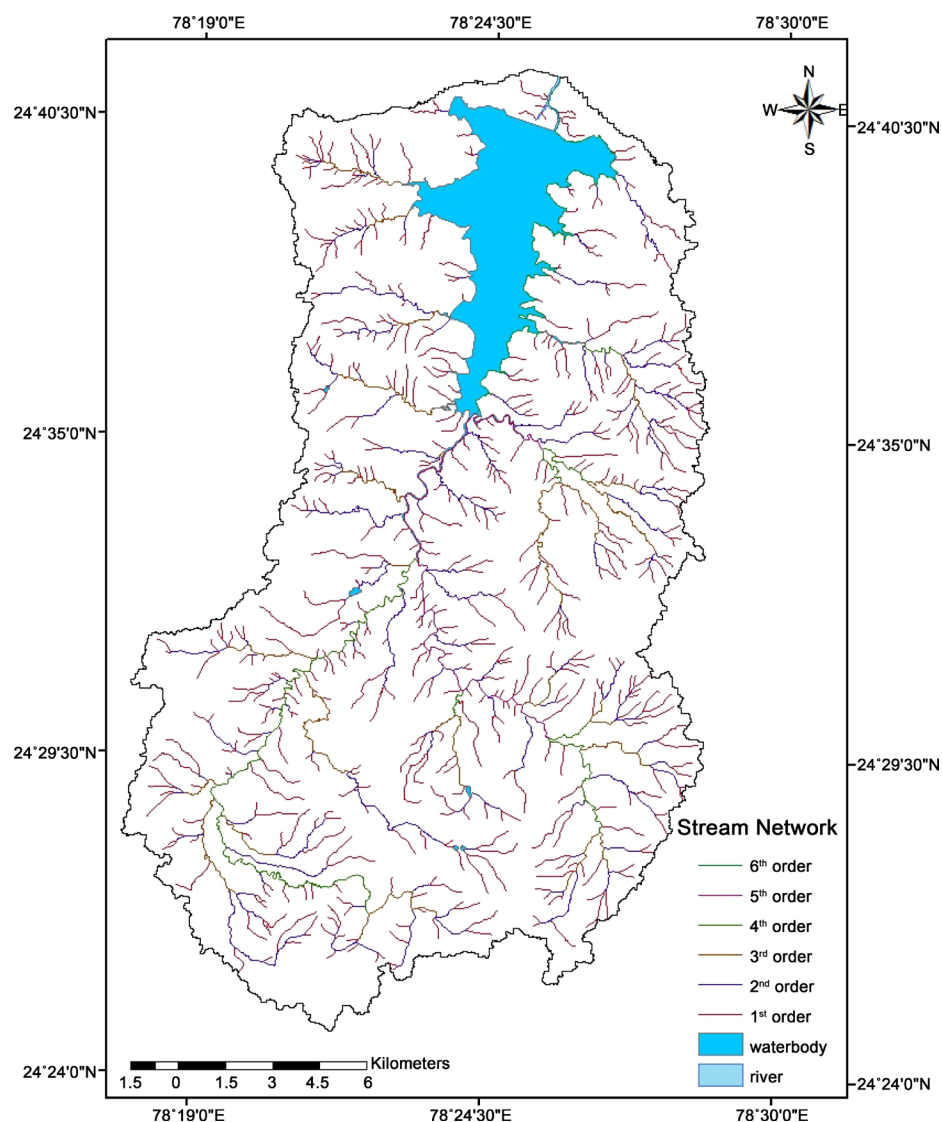 78°19'0"E 78°24'30"E 78°30'0"E
N
W E
S
24°40'30"N 24°40'30"N
24°35'0"N 24°35'0"N
24°29'30"N 24°29'30"N
Stream Network
6th order
5th order
4th order
3rd order
2nd order
1st order
waterbody
river
Kilometers
1.5 0 1.5 3 4.5 6
24°24'0"N 24°24'0"N
78°19'0"E 78°24'30"E 78°30'0"E